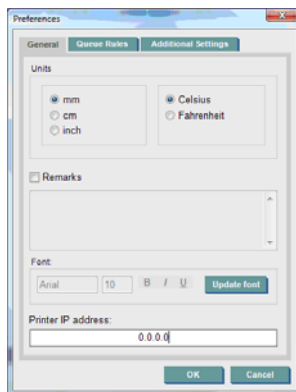 Preferences
General Queue Rules Additional Settings
Units
mm Celsius
cm Fahrenheit
inch
Remarks
Font:
Arial 10 B I U Update font
Printer IP address:
0.0.0.0
OK Cancel